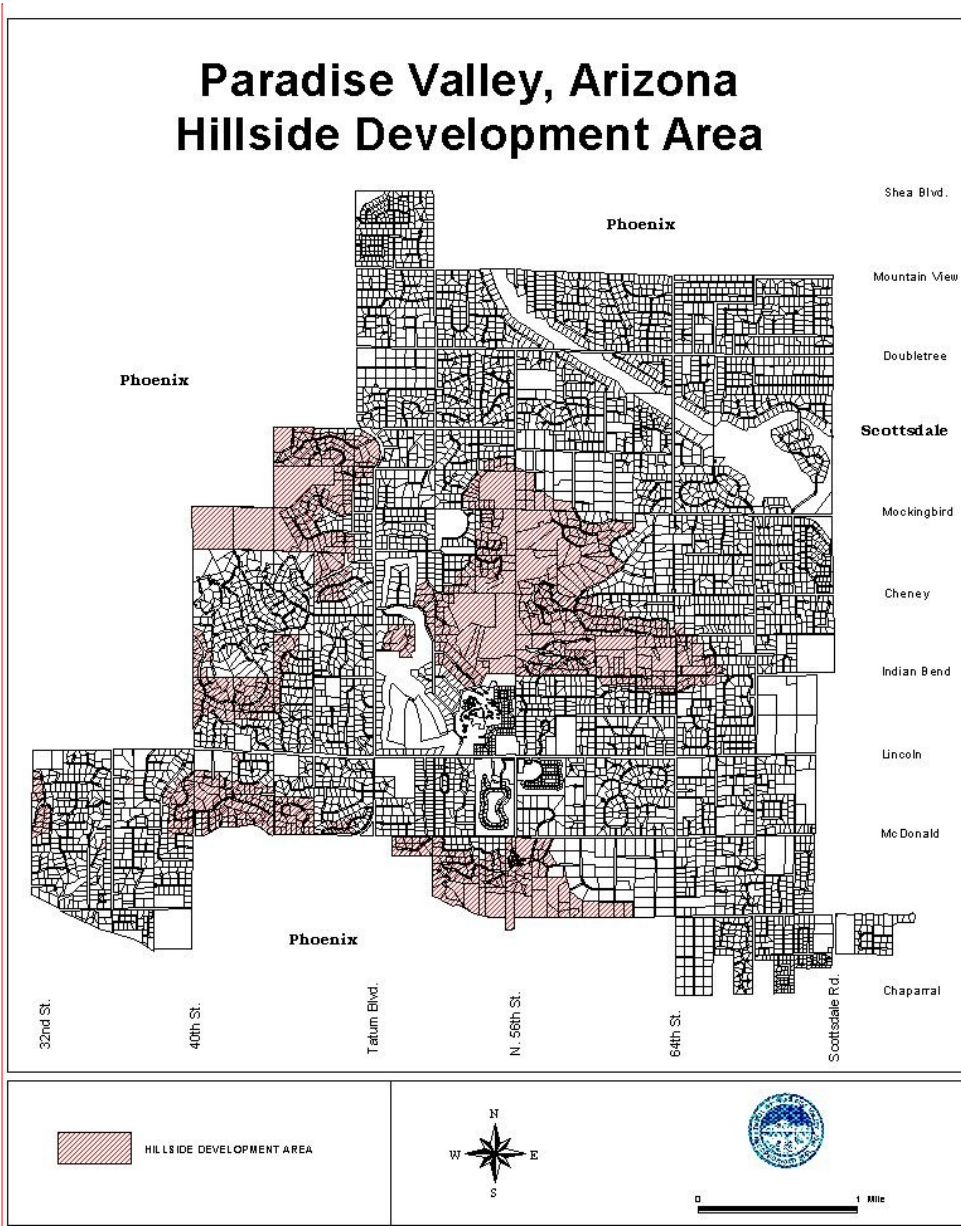 Paradise Valley, Arizona
Hillside Development Area
Shea Blvd.
Phoenix
Mountain View
Doubletree
Phoenix
Scottsdale
Mockingbird
Cheney
Indian Bend
Lincoln
McDonald
Phoenix
Chaparral
32nd St.
40th St.
Tatum Blvd.
N. 56th St.
64th St.
Scottsdale Rd.
HILLSIDE DEVELOPMENT AREA
N
W
E
S
0
1 Mile